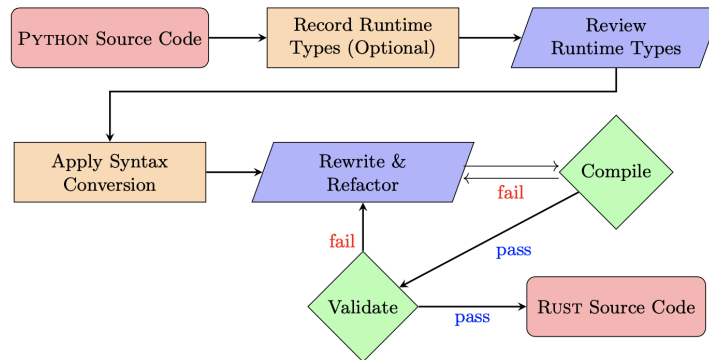 PYTHON Source Code
Record Runtime
Types (Optional)
Review
Runtime Types
Apply Syntax
Conversion
Rewrite &
Refactor
fail
Compile
fail
pass
Validate
pass
RUST Source Code